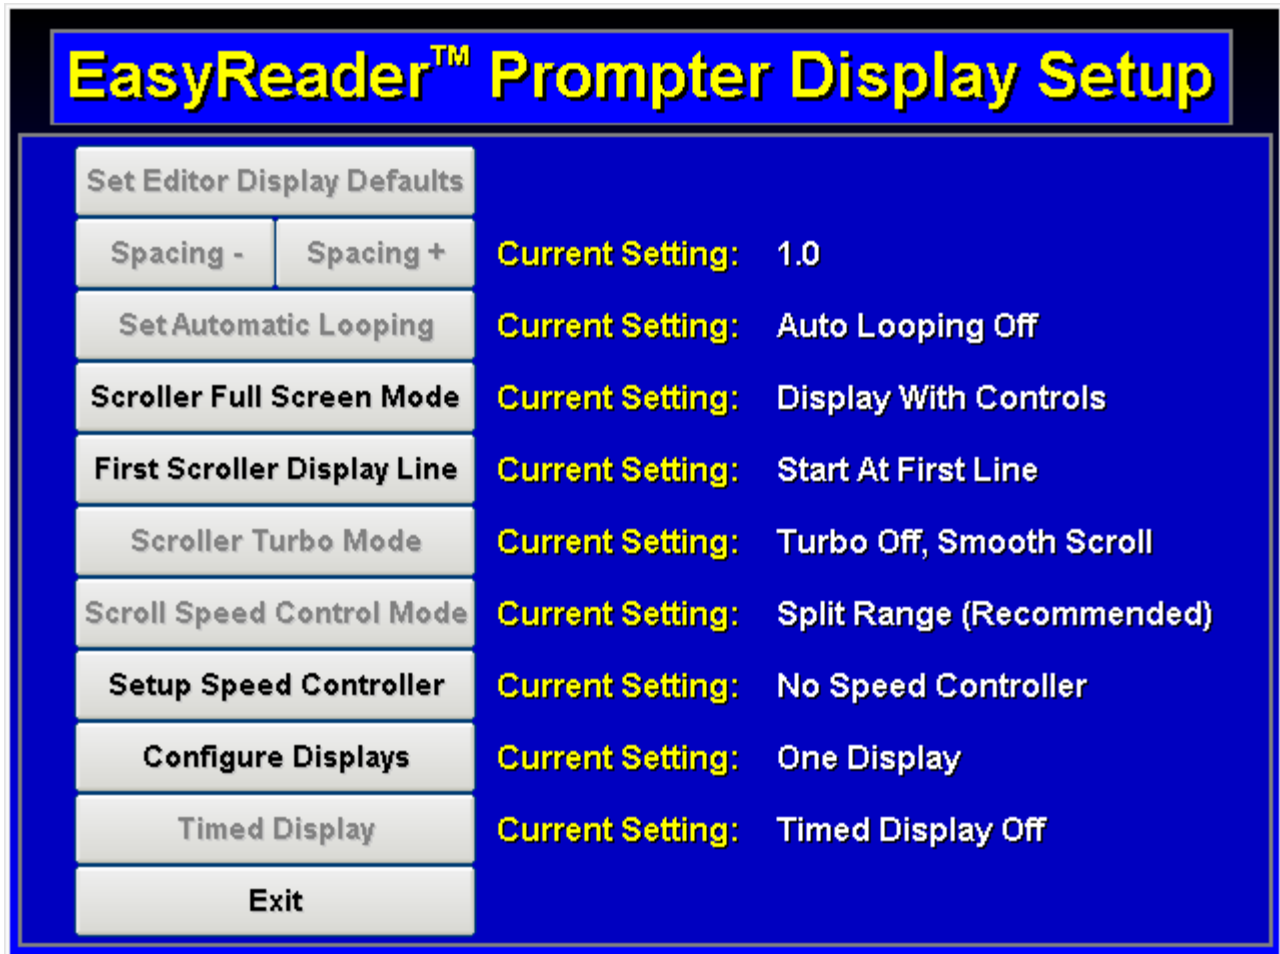 EasyReader™ Prompter Display Setup
Set Editor Display Defaults
Spacing - Spacing + Current Setting: 1.0
Set Automatic Looping Current Setting: Auto Looping Off
Scroller Full Screen Mode Current Setting: Display With Controls
First Scroller Display Line Current Setting: Start At First Line
Scroller Turbo Mode Current Setting: Turbo Off, Smooth Scroll
Scroll Speed Control Mode Current Setting: Split Range (Recommended)
Setup Speed Controller Current Setting: No Speed Controller
Configure Displays Current Setting: One Display
Timed Display Current Setting: Timed Display Off
Exit